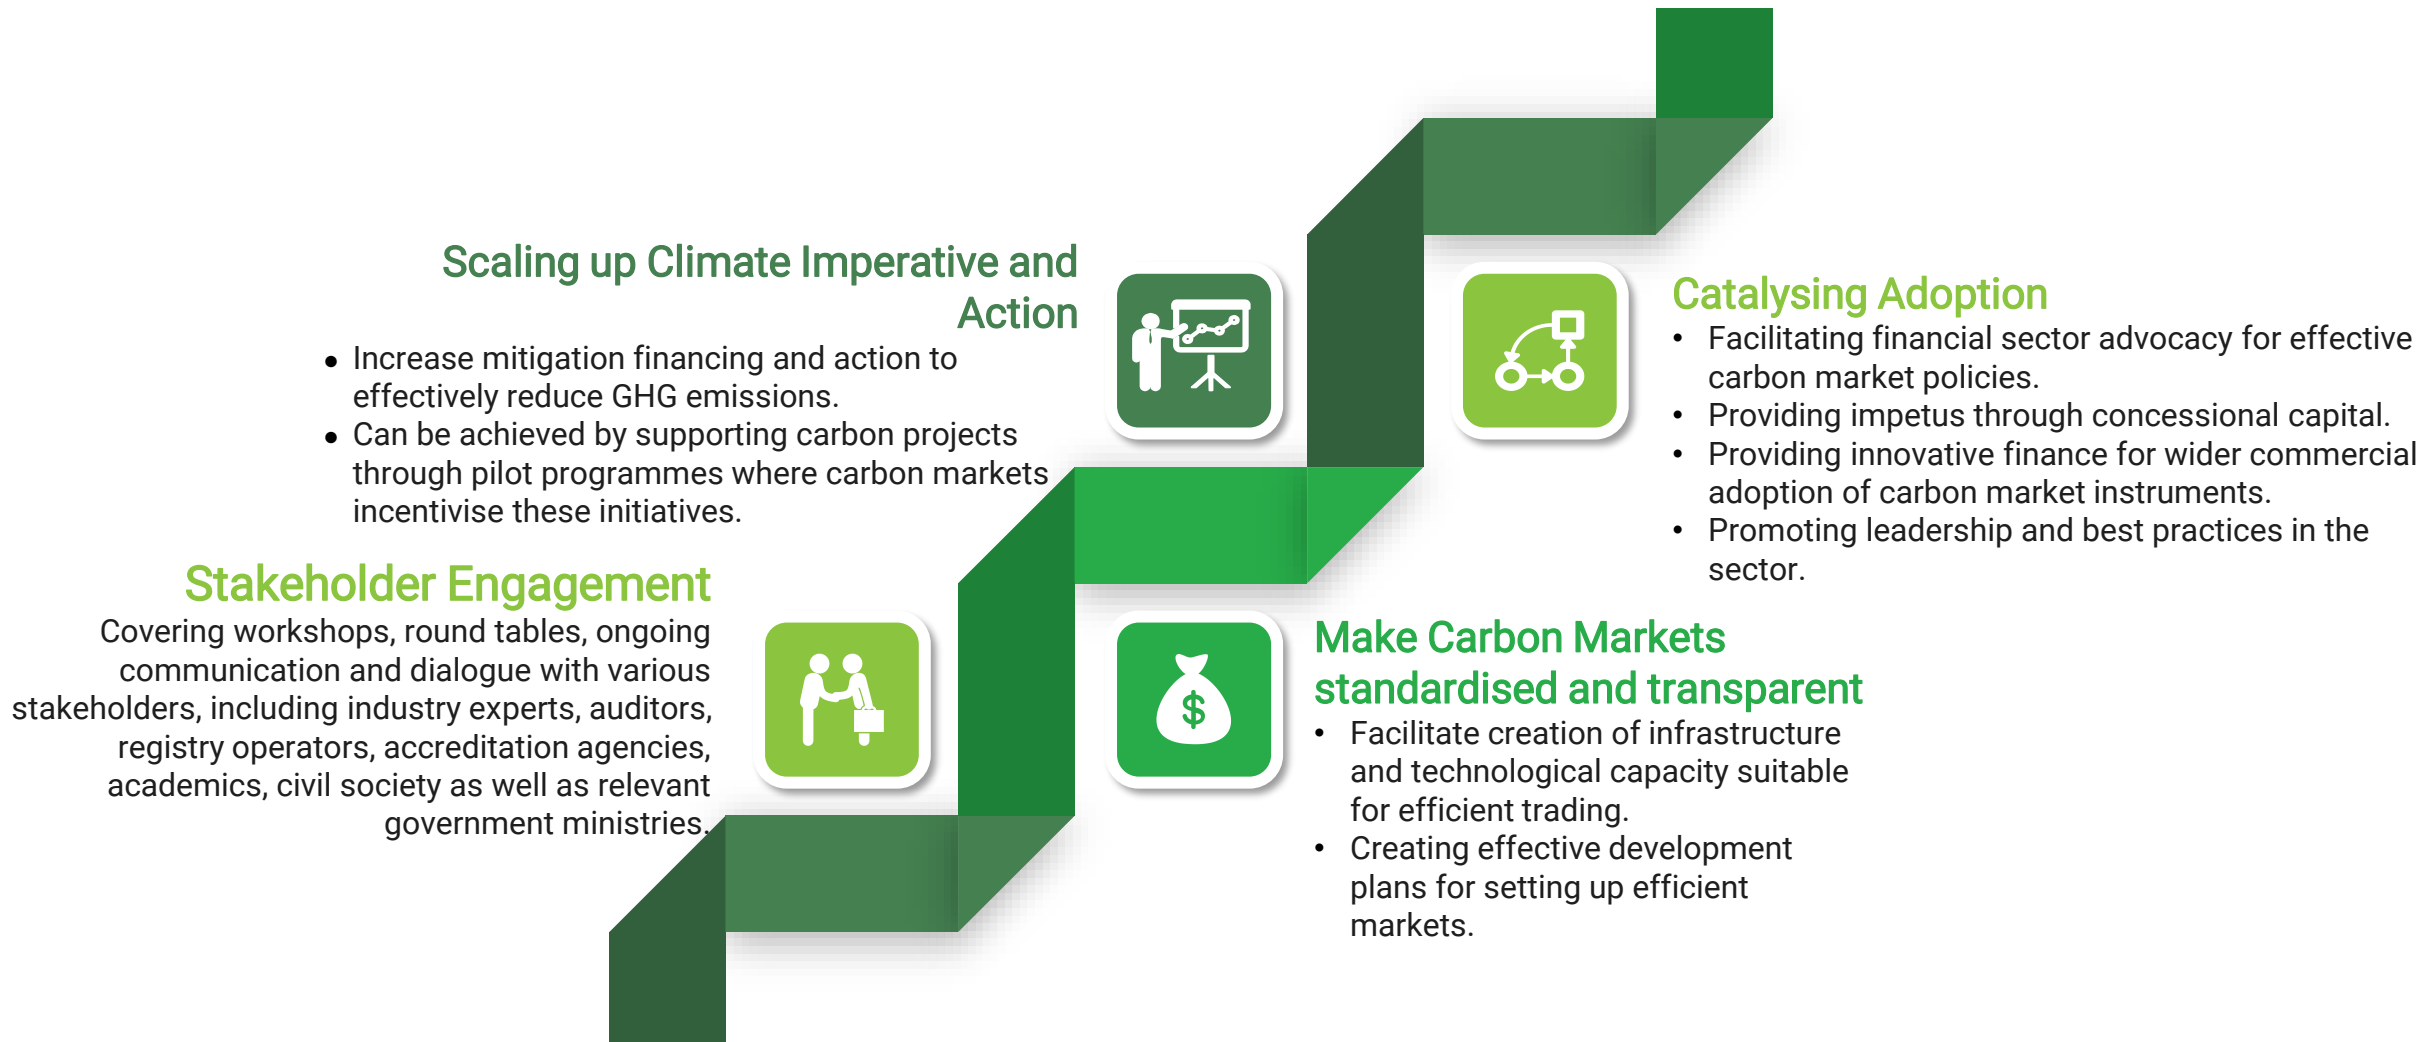 Scaling up Climate Imperative and
Action
● Increase mitigation financing and action to
effectively reduce GHG emissions.
● Can be achieved by supporting carbon projects
through pilot programmes where carbon markets
incentivise these initiatives.
Stakeholder Engagement
Covering workshops, round tables, ongoing
communication and dialogue with various
stakeholders, including industry experts, auditors,
registry operators, accreditation agencies,
academics, civil society as well as relevant
government ministries.
Catalysing Adoption
• Facilitating financial sector advocacy for effective
carbon market policies.
• Providing impetus through concessional capital.
• Providing innovative finance for wider commercial
adoption of carbon market instruments.
• Promoting leadership and best practices in the
sector.
$
Make Carbon Markets
standardised and transparent
• Facilitate creation of infrastructure
and technological capacity suitable
for efficient trading.
• Creating effective development
plans for setting up efficient
markets.